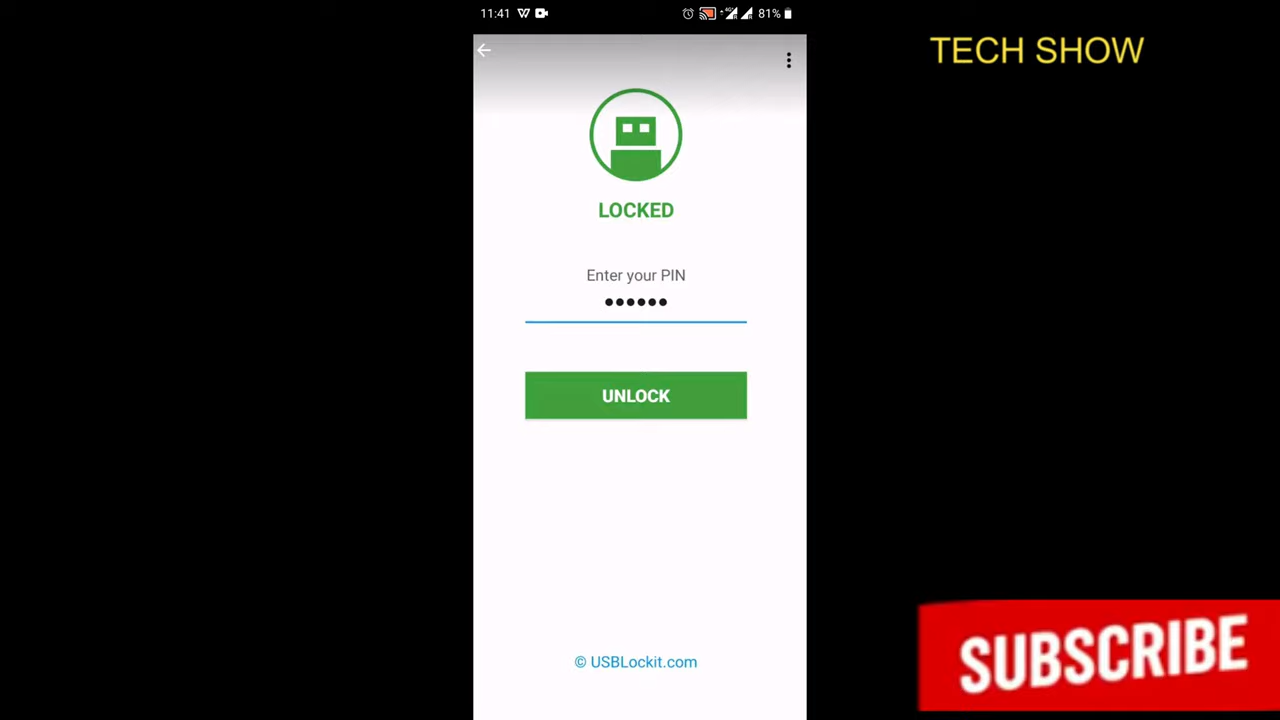 11:41 81%
TECH SHOW
LOCKED
Enter your PIN
••••••
UNLOCK
© USBLockit.com
SUBSCRIBE